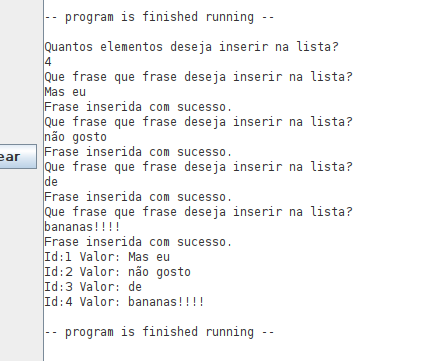 -- program is finished running --
Quantos elementos deseja inserir na lista?
4
Que frase que frase deseja inserir na lista?
Mas eu
Frase inserida com sucesso.
Que frase que frase deseja inserir na lista?
não gosto
Frase inserida com sucesso.
Que frase que frase deseja inserir na lista?
de
Frase inserida com sucesso.
Que frase que frase deseja inserir na lista?
bananas!!!!
Frase inserida com sucesso.
ear
Id:1 Valor: Mas eu
Id:2 Valor: não gosto
Id:3 Valor: de
Id:4 Valor: bananas!!!!
-- program is finished running --